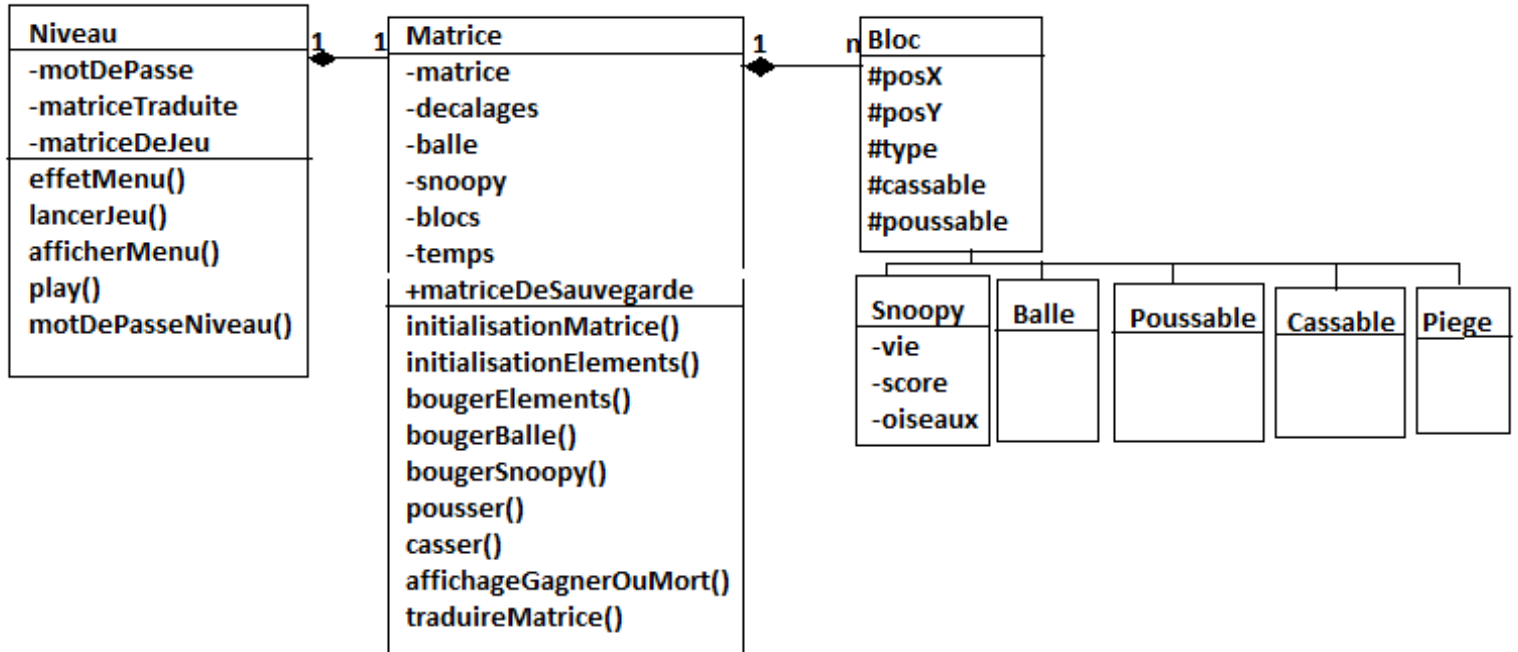 Niveau
-motDePasse
-matriceTraduite
-matriceDeJeu
effetMenu()
lancerJeu()
afficherMenu()
play()
motDePasseNiveau()
1
1
Matrice
-matrice
-decalages
-balle
-snoopy
-blocs
-temps
+matriceDeSauvegarde
initialisationMatrice()
initialisationElements()
bougerElements()
bougerBalle()
bougerSnoopy()
pousser()
casser()
affichageGagnerOuMort()
traduireMatrice()
1
n
Bloc
#posX
#posY
#type
#cassable
#poussable
Snoopy
-vie
-score
-oiseaux
Balle
Poussable
Cassable
Piege